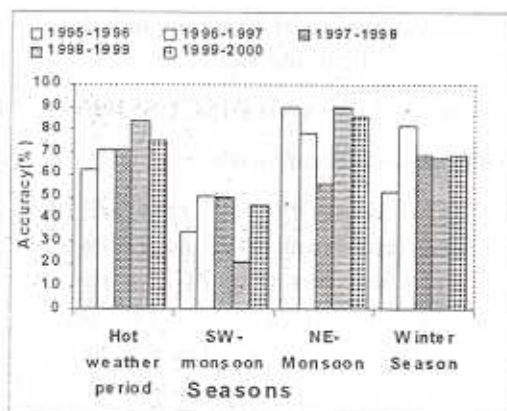 1995-1996 1996-1997 1997-1998
1998-1999 1999-2000
100
90
80
70
60
50
40
30
20
10
0
Accuracy(%)
Hot weather period
SW-monsoon
NE-Monsoon
Winter Season
Seasons